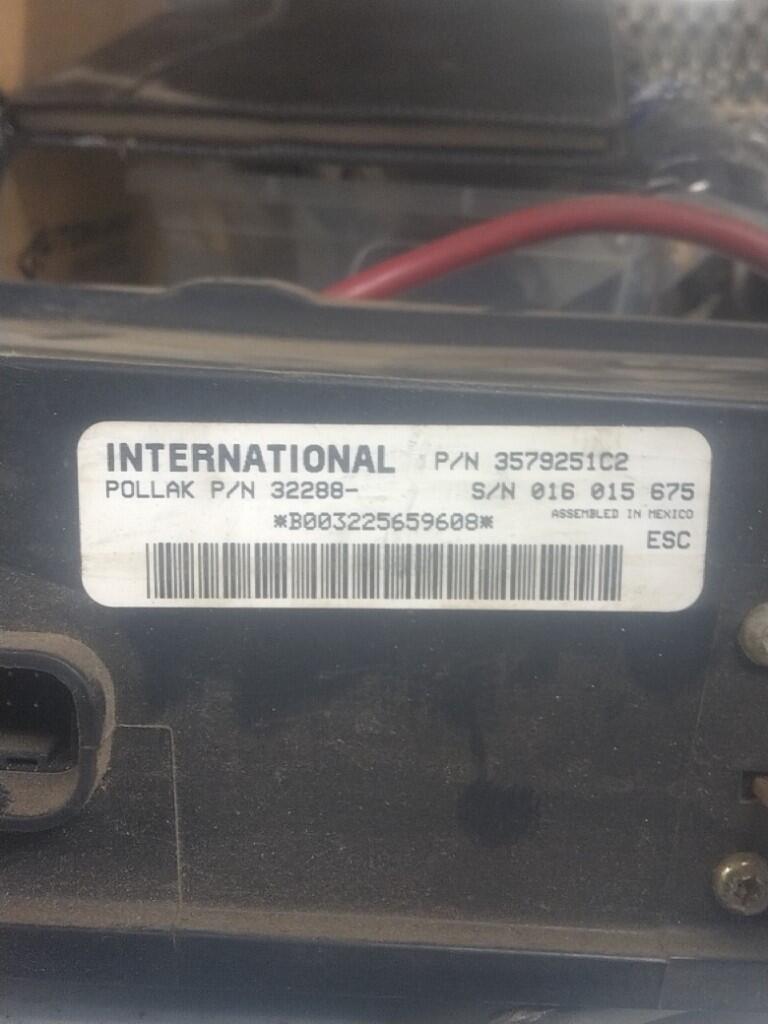 INTERNATIONAL P/N 3579251C2
POLLAK P/N 32288- S/N 016 015 675
*B003225659608* ASSEMBLED IN MEXICO
ESC